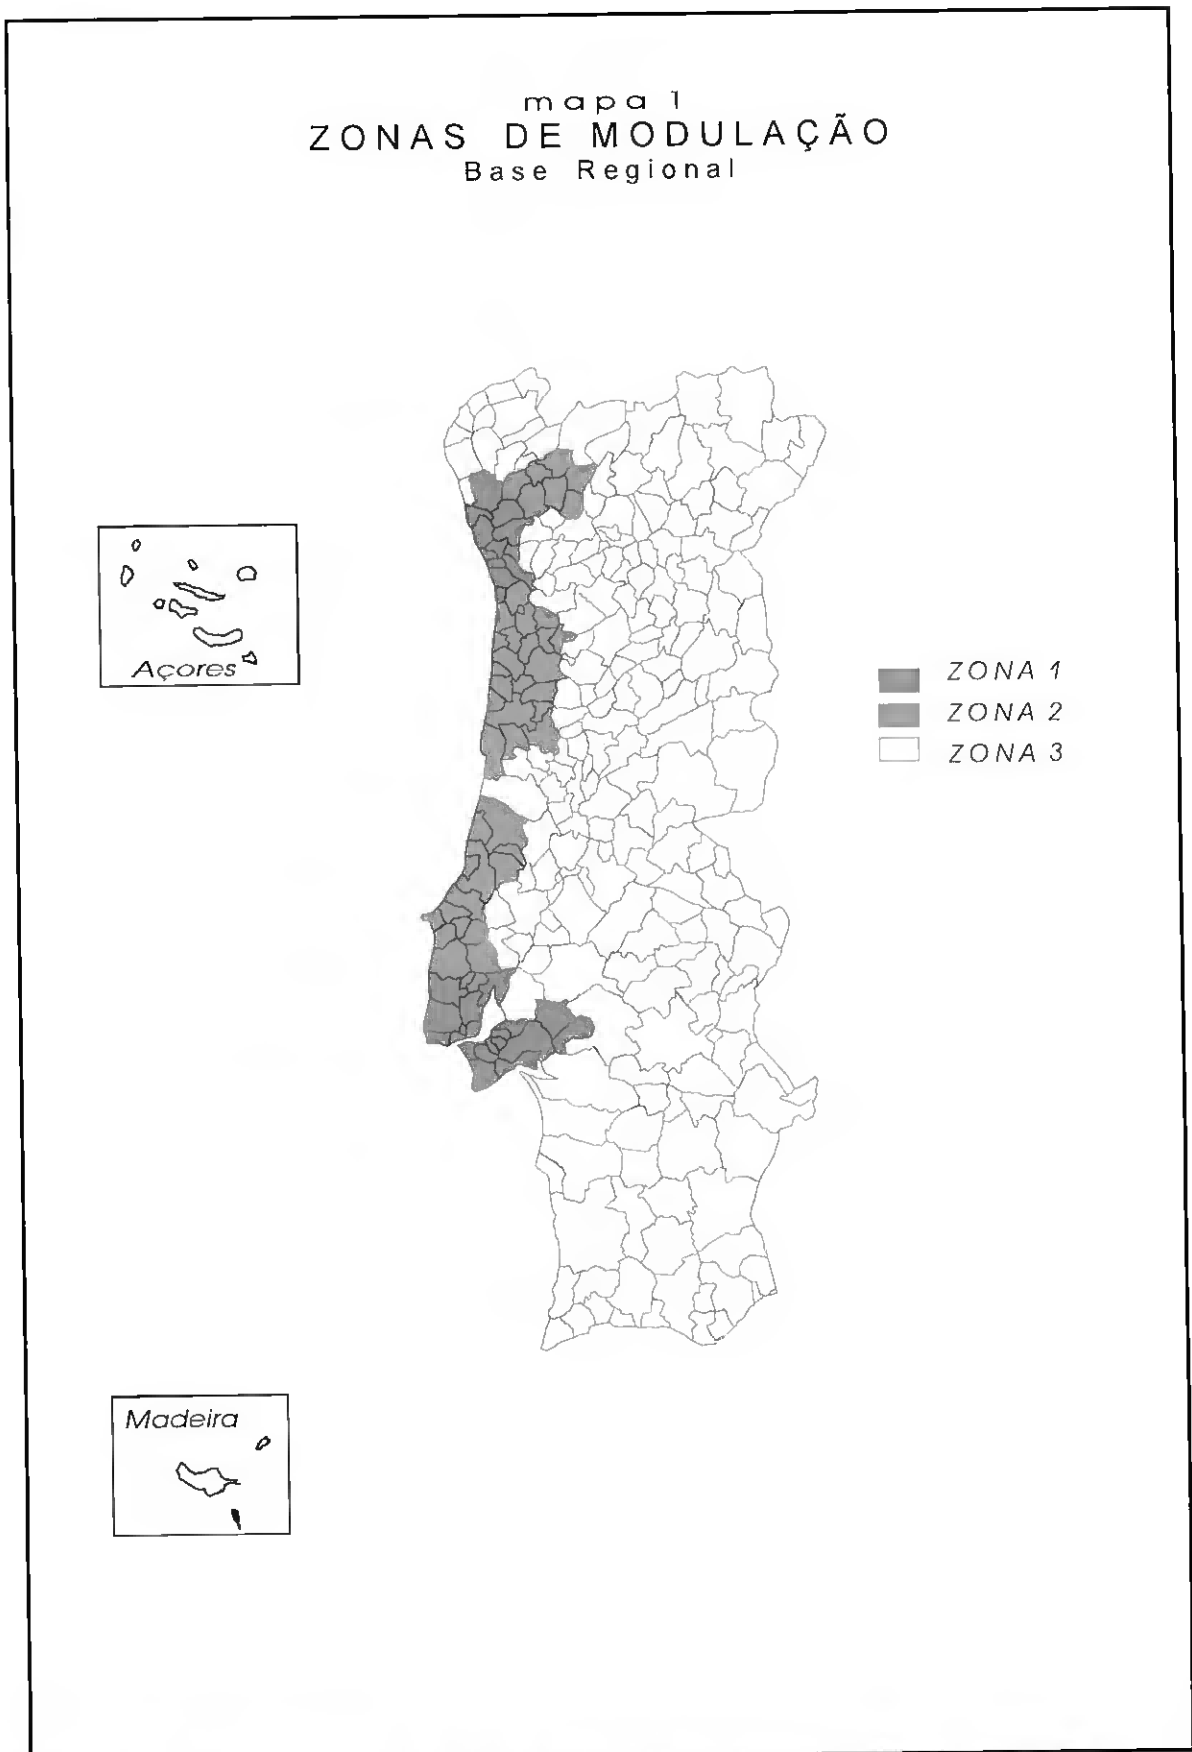 mapa 1
ZONAS DE MODULAÇÃO
Base Regional
Açores
ZONA 1
ZONA 2
ZONA 3
Madeira